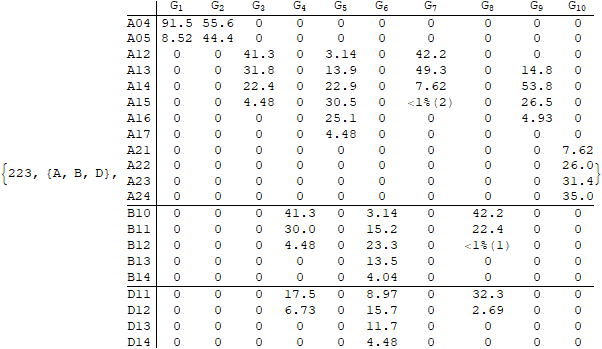 G1 G2 G3 G4 G5 G6 G7 G8 G9 G10
A04 91.5 55.6 0 0 0 0 0 0 0 0
A05 8.52 44.4 0 0 0 0 0 0 0 0
A12 0 0 41.3 0 3.14 0 42.2 0 0 0
A13 0 0 31.8 0 13.9 0 49.3 0 14.8 0
A14 0 0 22.4 0 22.9 0 7.62 0 53.8 0
A15 0 0 4.48 0 30.5 0 <1%(2) 0 26.5 0
A16 0 0 0 0 25.1 0 0 0 4.93 0
A17 0 0 0 0 4.48 0 0 0 0 0
A21 0 0 0 0 0 0 0 0 0 7.62
{223, {A, B, D}, A22 0 0 0 0 0 0 0 0 0 26.0 }
A23 0 0 0 0 0 0 0 0 0 31.4
A24 0 0 0 0 0 0 0 0 0 35.0
B10 0 0 0 41.3 0 3.14 0 42.2 0 0
B11 0 0 0 30.0 0 15.2 0 22.4 0 0
B12 0 0 0 4.48 0 23.3 0 <1%(1) 0 0
B13 0 0 0 0 0 13.5 0 0 0 0
B14 0 0 0 0 0 4.04 0 0 0 0
D11 0 0 0 17.5 0 8.97 0 32.3 0 0
D12 0 0 0 6.73 0 15.7 0 2.69 0 0
D13 0 0 0 0 0 11.7 0 0 0 0
D14 0 0 0 0 0 4.48 0 0 0 0